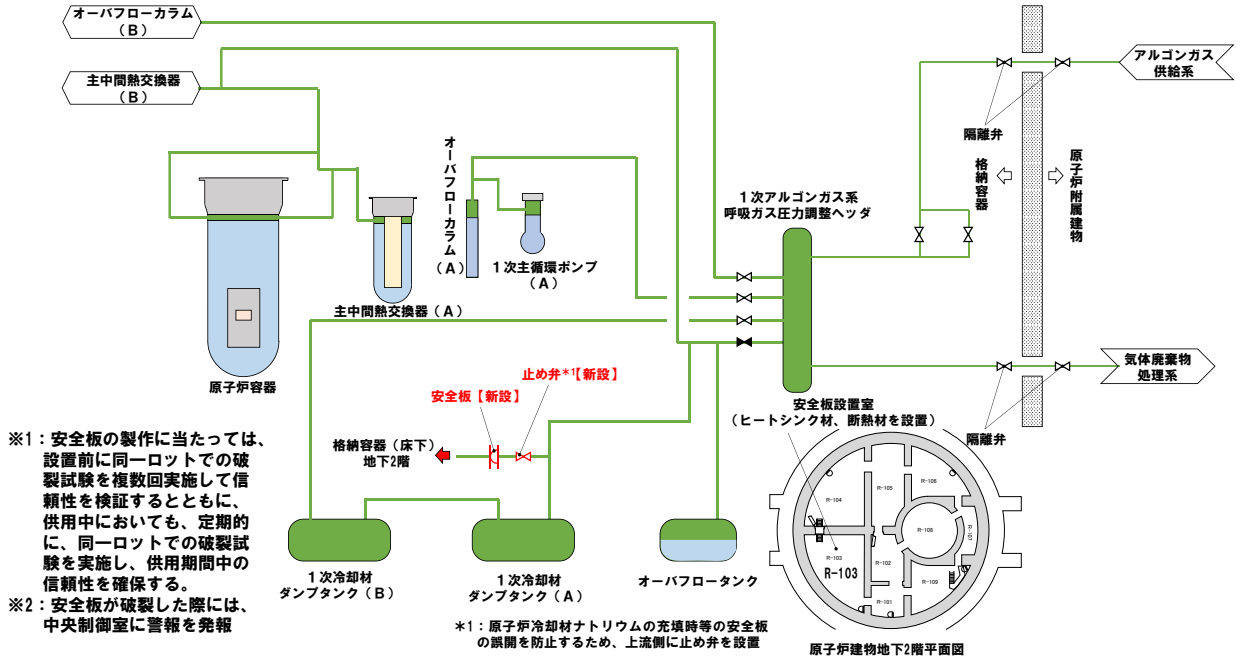 オーバフローカラム
（B）
主中間熱交換器
（B）
アルゴンガス
供給系
隔離弁
格納容器
原子炉附属建物
オーバフローカラム
（A）
1次主循環ポンプ
（A）
1次アルゴンガス系
呼吸ガス圧力調整ヘッダ
主中間熱交換器（A）
原子炉容器
気体廃棄物
処理系
隔離弁
止め弁*1【新設】
安全板【新設】
格納容器（床下）
地下2階
安全板設置室
（ヒートシンク材、断熱材を設置）
※1：安全板の製作に当たっては、
設置前に同一ロットでの破
裂試験を複数回実施して信
頼性を検証するとともに、
供用中においても、定期的
に、同一ロットでの破裂試
験を実施し、供用期間中の
信頼性を確保する。
※2：安全板が破裂した際には、
中央制御室に警報を発報
1次冷却材
ダンプタンク（B）
1次冷却材
ダンプタンク（A）
オーバフロータンク
*1：原子炉冷却材ナトリウムの充填時等の安全板
の誤開を防止するため、上流側に止め弁を設置
R-104
R-105
R-106
R-108
R-107
R-103
R-103
R-102
R-109
R-101
原子炉建物地下2階平面図